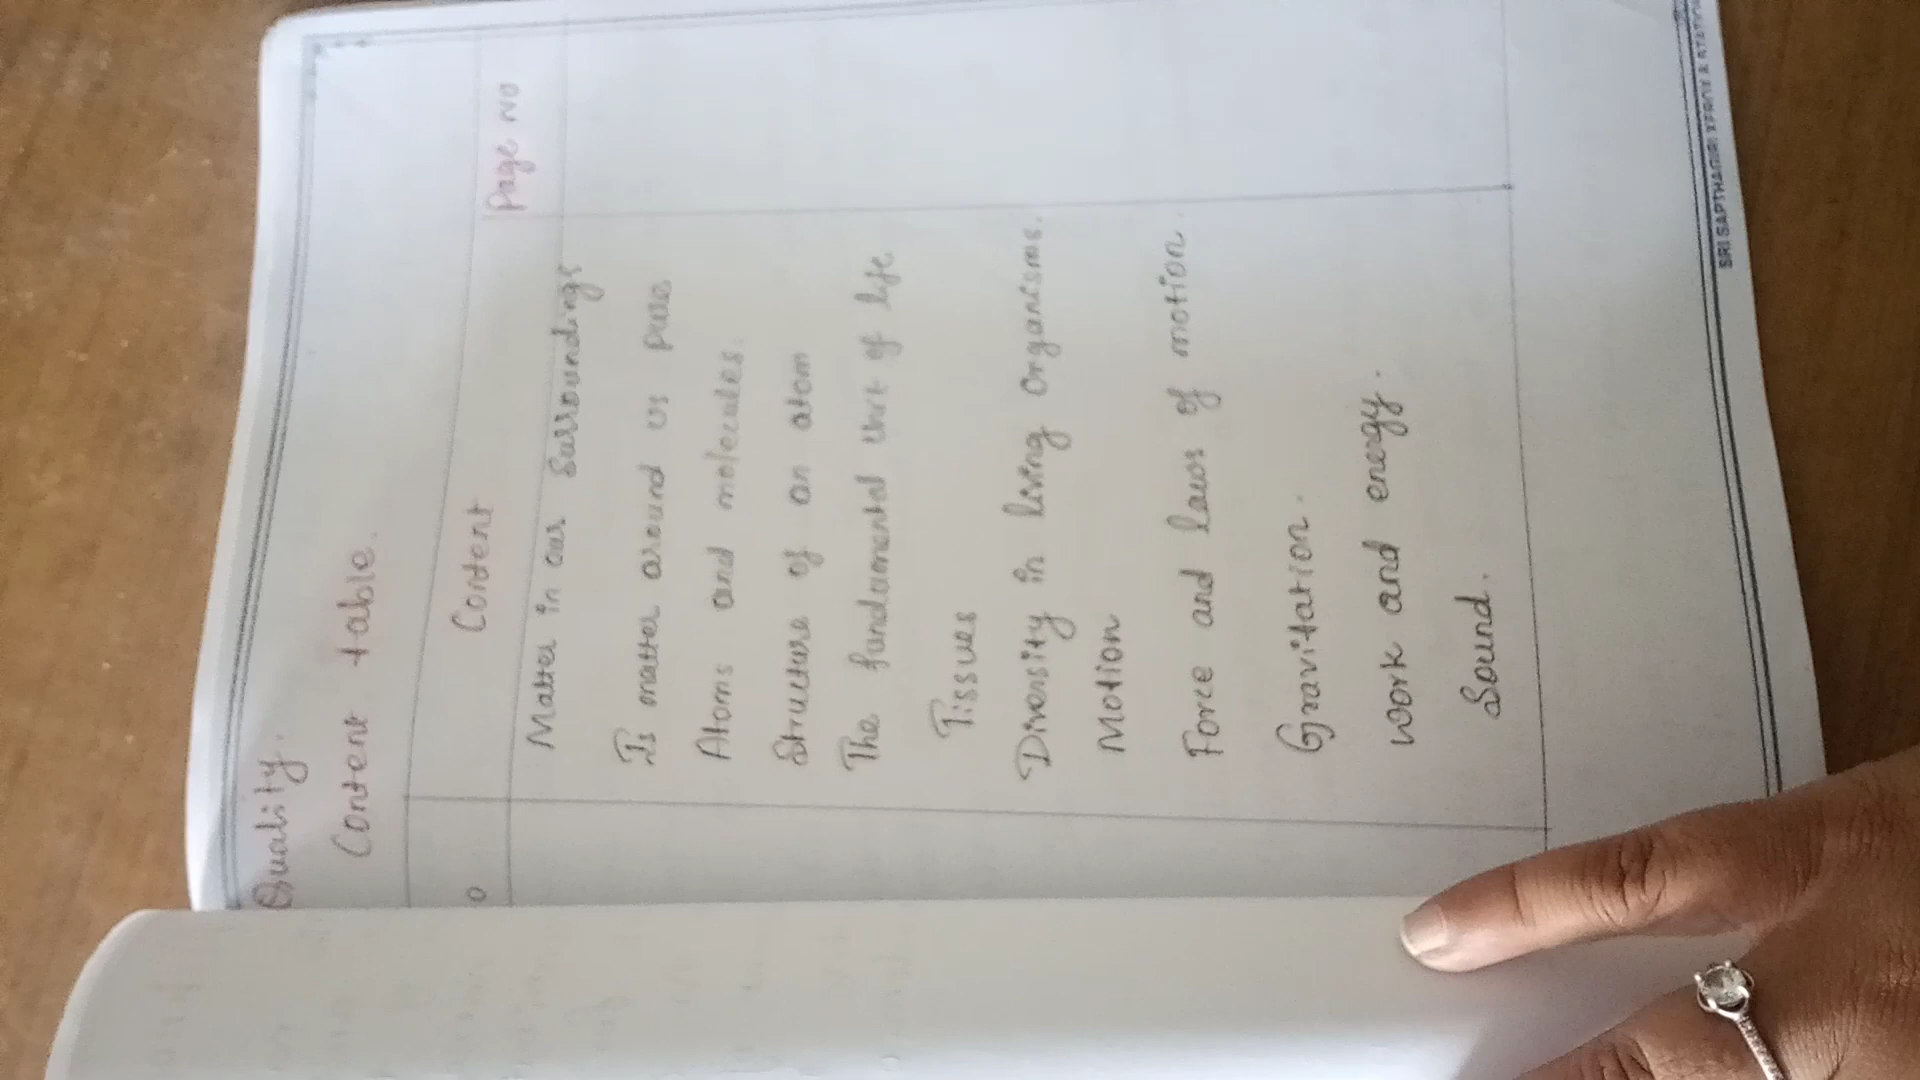 Quality.
Content table.
o Content Page no
Matter in our Surroundings
Is matter around us pure
Atoms and molecules.
Structure of an atom
The fundamental unit of life
Tissues
Diversity in living organisms.
Motion
Force and laws of motion.
Gravitation.
work and energy.
Sound.
SRI SAPTHAGIRI